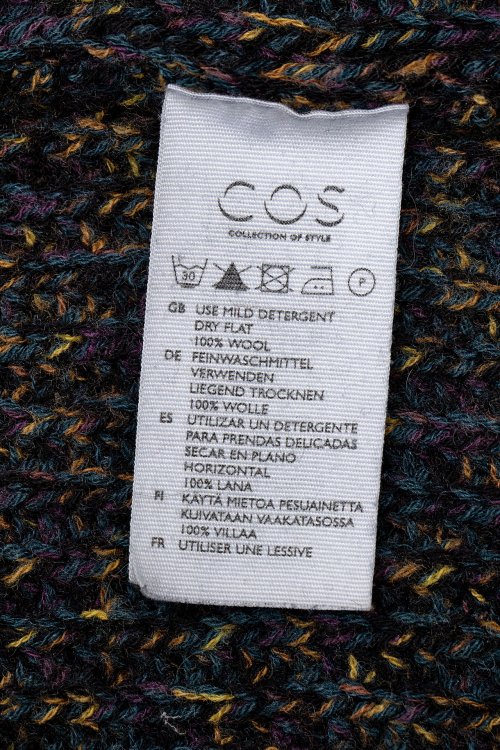 COS
COLLECTION OF STYLE
30 P
GB USE MILD DETERGENT
DRY FLAT
100% WOOL
DE FEINWASCHMITTEL
VERWENDEN
LIEGEND TROCKNEN
100% WOLLE
ES UTILIZAR UN DETERGENTE
PARA PRENDAS DELICADAS
SECAR EN PLANO
HORIZONTAL
100% LANA
FI KÄYTÄ MIETOA PESUAINETTA
KUIVATAAN VAAKATASOSSA
100% VILLAA
FR UTILISER UNE LESSIVE